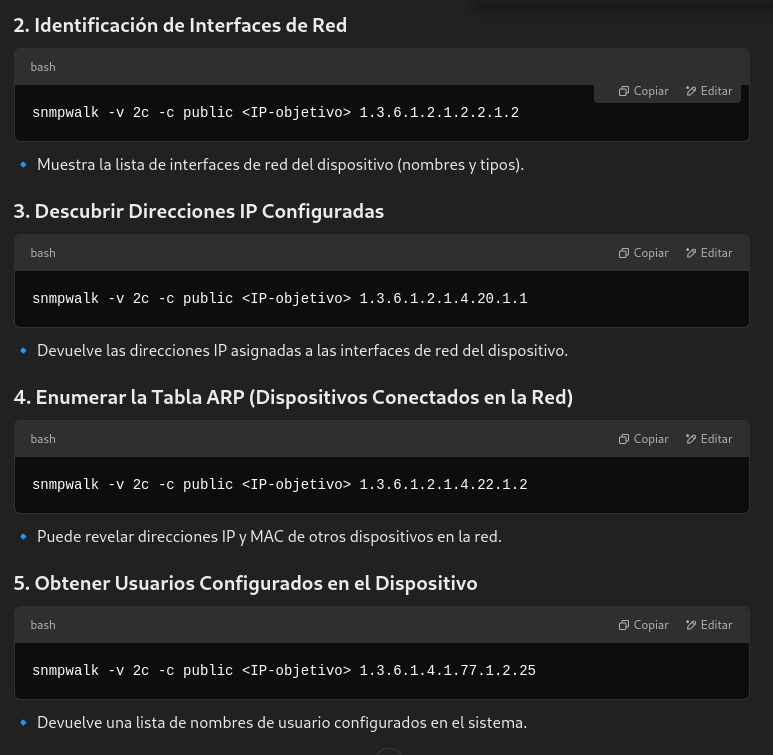 2. Identificación de Interfaces de Red
bash
Copiar Editar
snmpwalk -v 2c -c public <IP-objetivo> 1.3.6.1.2.1.2.2.1.2
Muestra la lista de interfaces de red del dispositivo (nombres y tipos).
3. Descubrir Direcciones IP Configuradas
bash Copiar Editar
snmpwalk -v 2c -c public <IP-objetivo> 1.3.6.1.2.1.4.20.1.1
Devuelve las direcciones IP asignadas a las interfaces de red del dispositivo.
4. Enumerar la Tabla ARP (Dispositivos Conectados en la Red)
bash Copiar Editar
snmpwalk -v 2c -c public <IP-objetivo> 1.3.6.1.2.1.4.22.1.2
Puede revelar direcciones IP y MAC de otros dispositivos en la red.
5. Obtener Usuarios Configurados en el Dispositivo
bash Copiar Editar
snmpwalk -v 2c -c public <IP-objetivo> 1.3.6.1.4.1.77.1.2.25
Devuelve una lista de nombres de usuario configurados en el sistema.